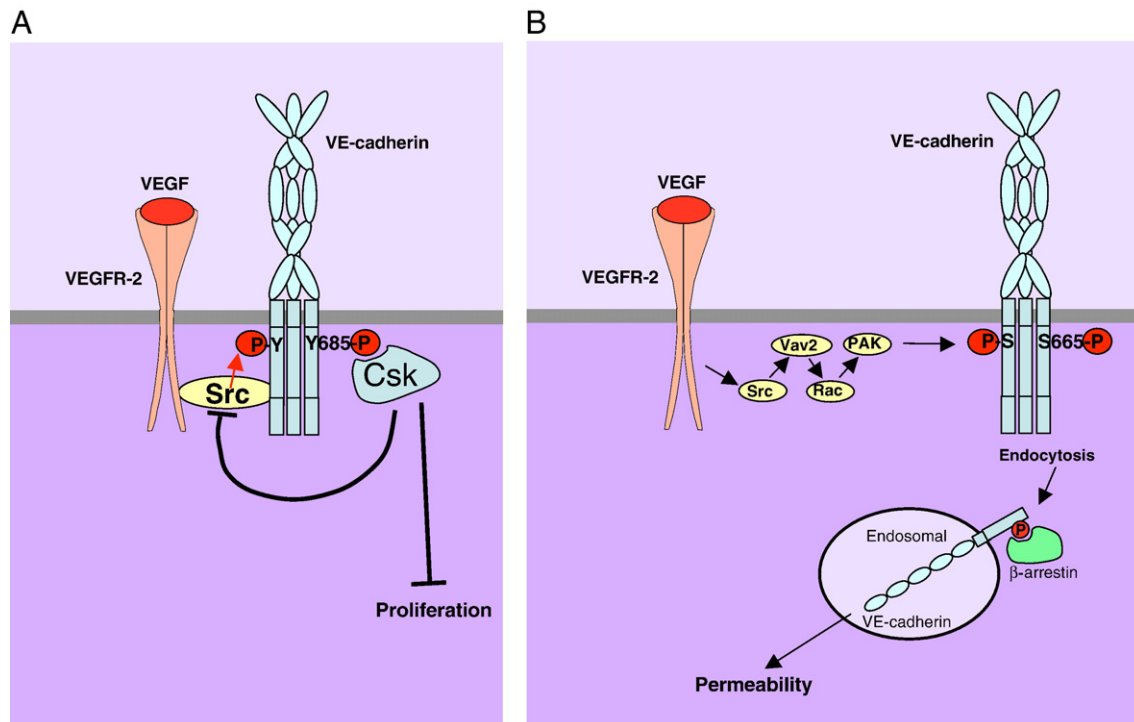 A
VE-cadherin
VEGF
VEGFR-2
P-Y
Y685-P
Src
Csk
Proliferation
B
VE-cadherin
VEGF
VEGFR-2
Vav2
PAK
Src
Rac
P-S
S665-P
Endocytosis
Endosomal
P
β-arrestin
VE-cadherin
Permeability